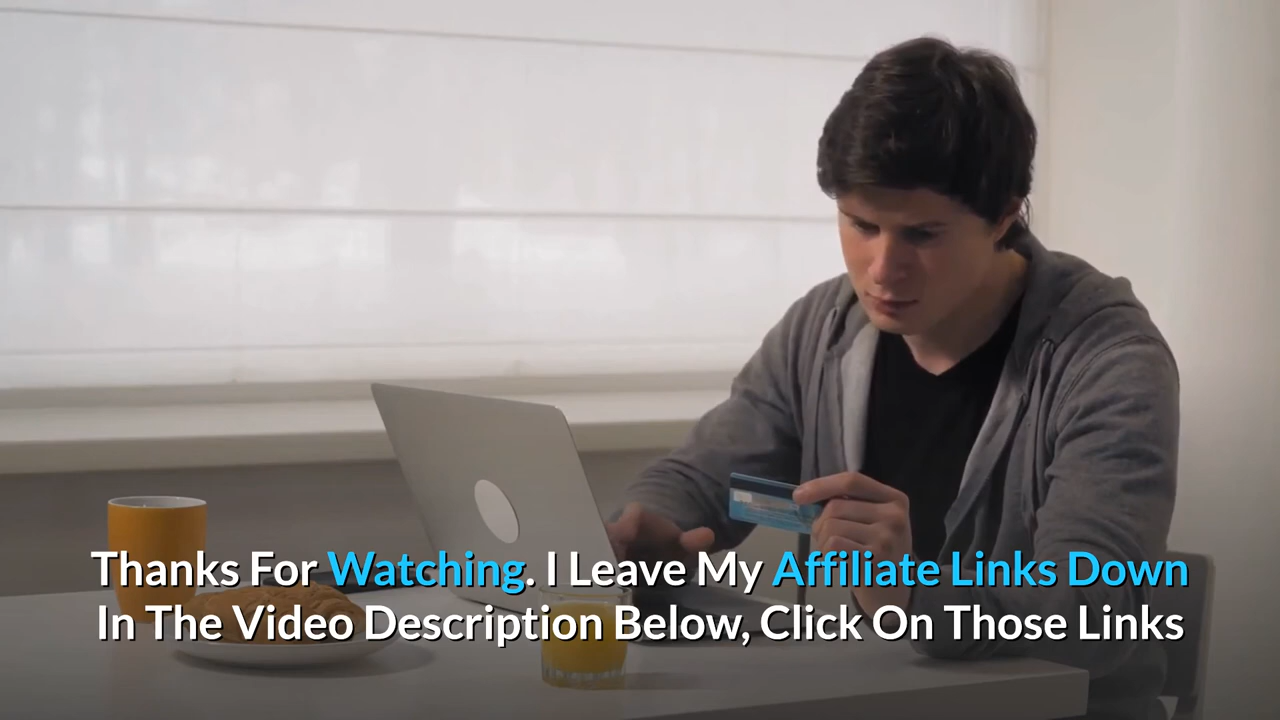 Thanks For Watching. I Leave My Affiliate Links Down
In The Video Description Below, Click On Those Links